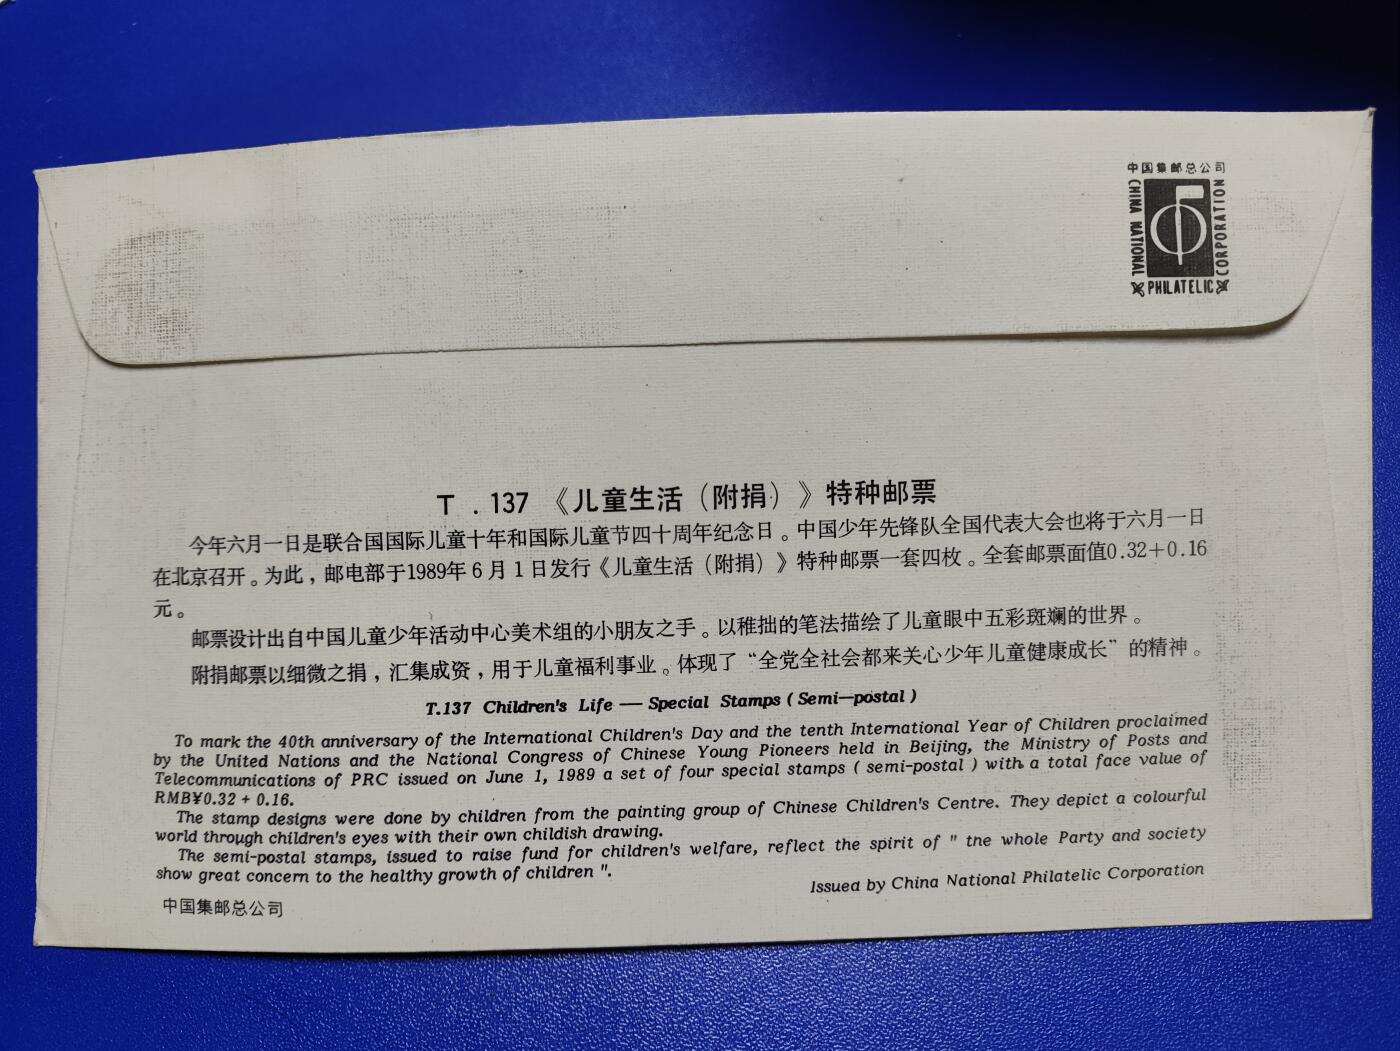 中国集邮总公司
CHINA NATIONAL
PHILATELIC
CORPORATION
T.137 《儿童生活（附捐）》特种邮票
今年六月一日是联合国国际儿童十年和国际儿童节四十周年纪念日。中国少年先锋队全国代表大会也将于六月一日
在北京召开。为此，邮电部于1989年6月1日发行《儿童生活（附捐）》特种邮票一套四枚。全套邮票面值0.32+0.16
元。
邮票设计出自中国儿童少年活动中心美术组的小朋友之手。以稚拙的笔法描绘了儿童眼中五彩斑斓的世界。
附捐邮票以细微之捐，汇集成资，用于儿童福利事业。体现了“全党全社会都来关心少年儿童健康成长”的精神。
T.137 Children's Life — Special Stamps ( Semi—postal )
To mark the 40th anniversary of the International Children's Day and the tenth International Year of Children proclaimed
by the United Nations and the National Congress of Chinese Young Pioneers held in Beijing, the Ministry of Posts and
Telecommunications of PRC issued on June 1, 1989 a set of four special stamps ( semi-postal ) with a total face value of
RMB¥0.32 + 0.16.
The stamp designs were done by children from the painting group of Chinese Children's Centre. They depict a colourful
world through children's eyes with their own childish drawing.
The semi-postal stamps, issued to raise fund for children's welfare, reflect the spirit of " the whole Party and society
show great concern to the healthy growth of children ".
Issued by China National Philatelic Corporation
中国集邮总公司